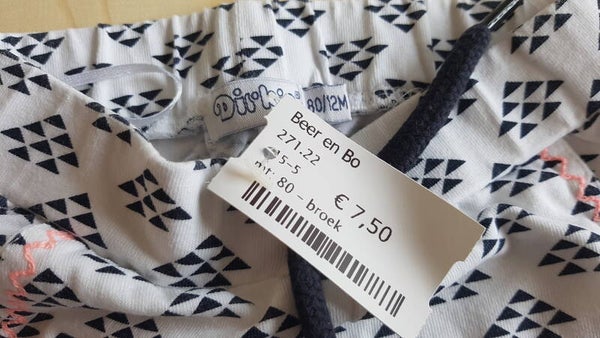 Dirkje 80/12M
Beer en Bo
271.22
5-5
mt. 80 - broek
€ 7,50